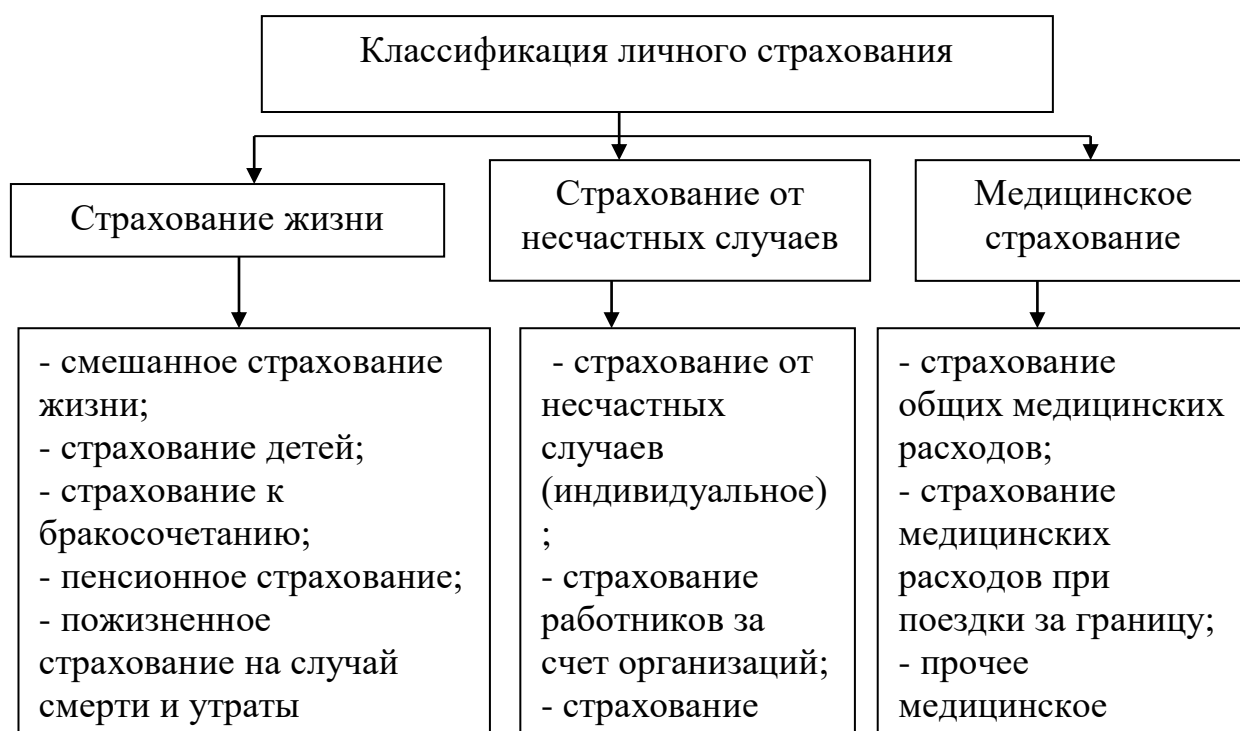 Классификация личного страхования
Страхование жизни
Страхование от
несчастных случаев
Медицинское
страхование
- смешанное страхование
жизни;
- страхование детей;
- страхование к
бракосочетанию;
- пенсионное страхование;
- пожизненное
страхование на случай
смерти и утраты
- страхование от
несчастных
случаев
(индивидуальное)
;
- страхование
работников за
счет организаций;
- страхование
- страхование
общих медицинских
расходов;
- страхование
медицинских
расходов при
поездки за границу;
- прочее
медицинское